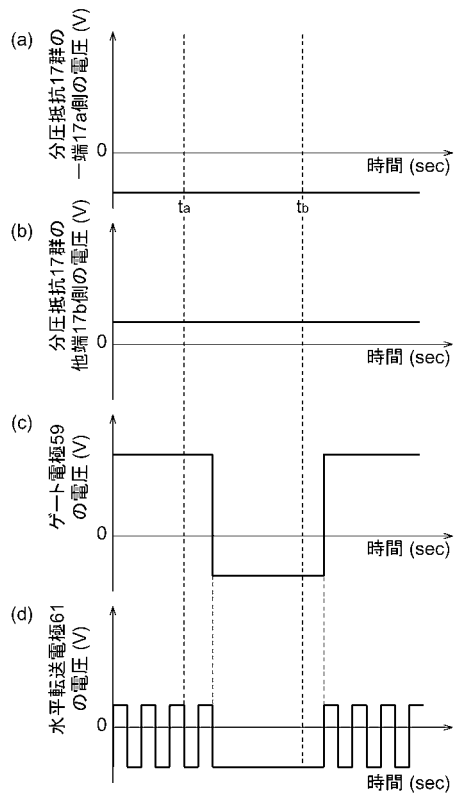 (a)
分圧抵抗17群の
一端17a側の電圧 (V)
0
時間 (sec)
ta
tb
(b)
分圧抵抗17群の
他端17b側の電圧 (V)
0
時間 (sec)
(c)
ゲート電極59
の電圧 (V)
0
時間 (sec)
(d)
水平転送電極61
の電圧 (V)
0
時間 (sec)